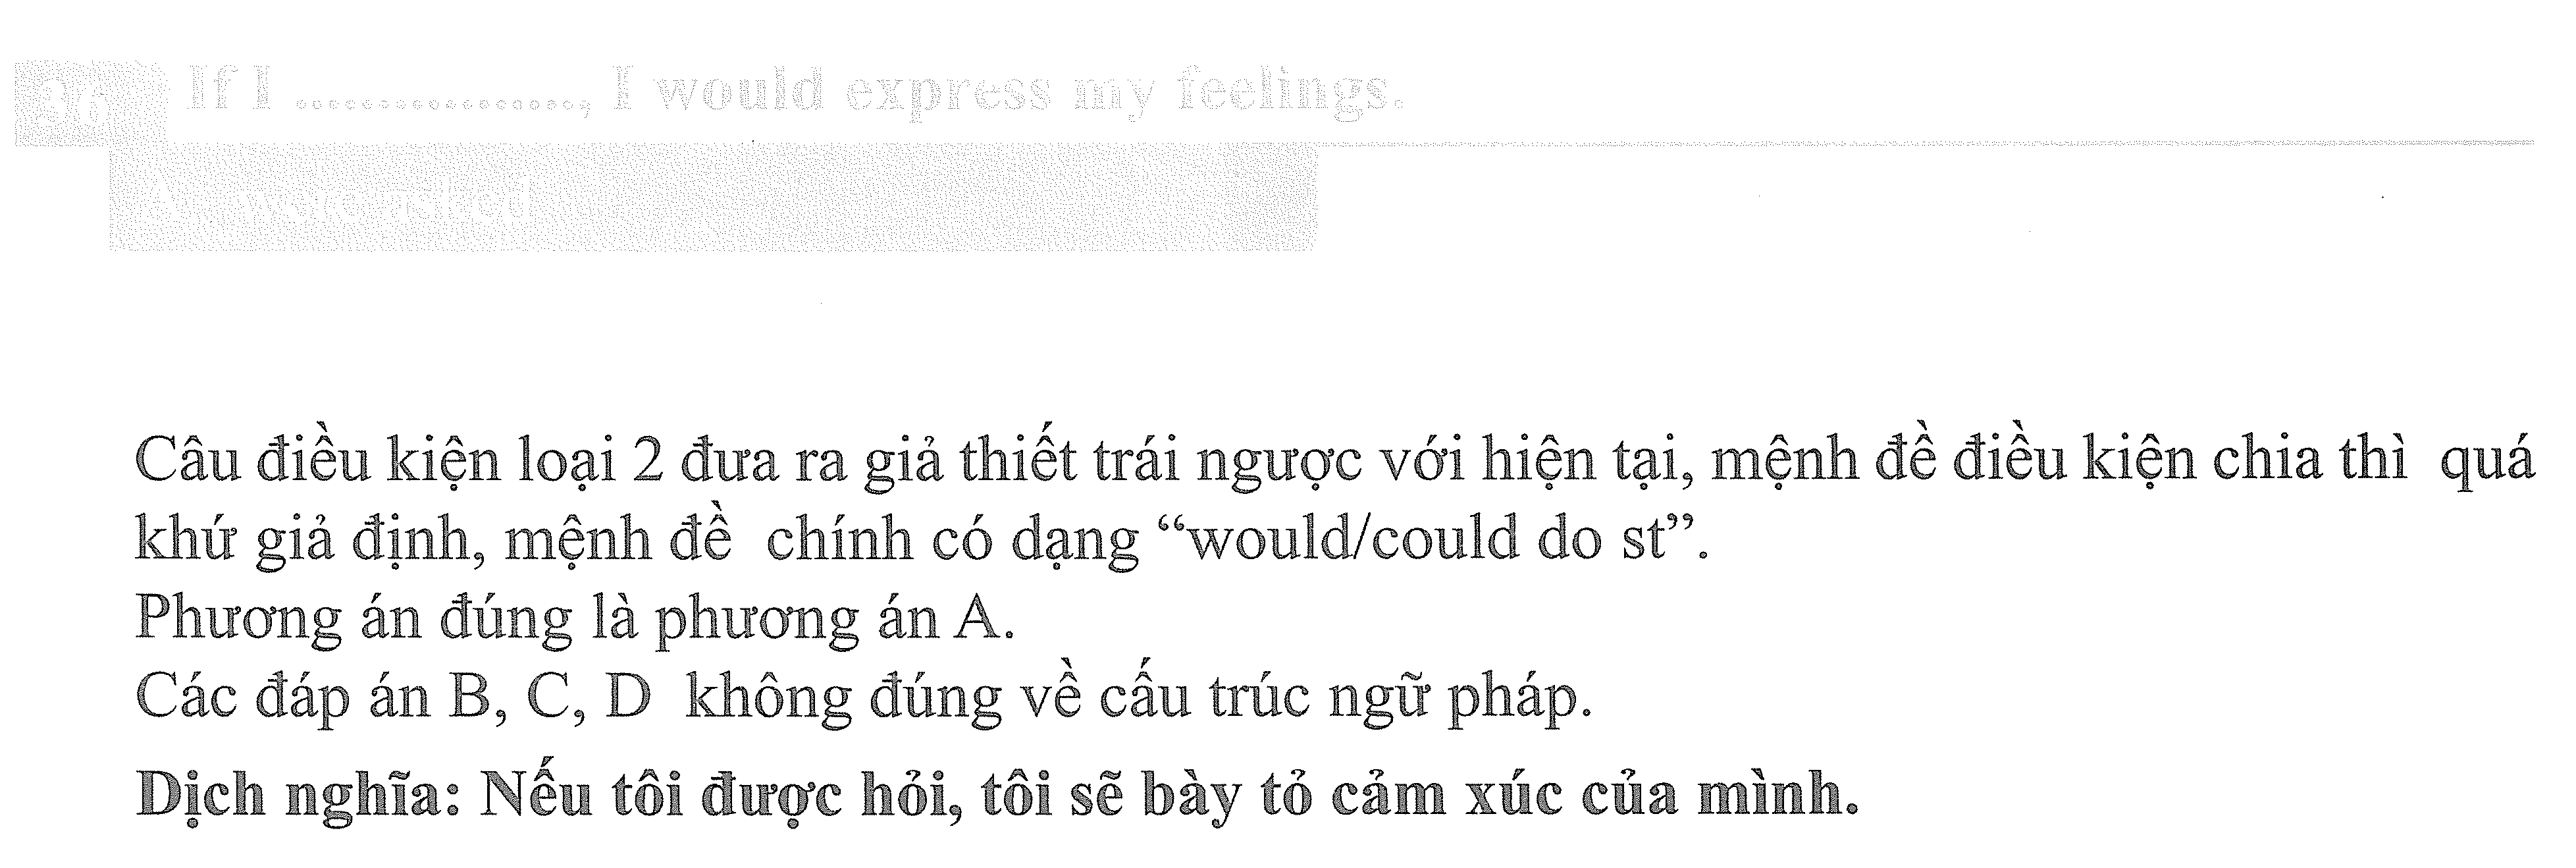 36 If I ..................., I would express my feelings.
A. were asked
Câu điều kiện loại 2 đưa ra giả thiết trái ngược với hiện tại, mệnh đề điều kiện chia thì quá
khứ giả định, mệnh đề chính có dạng “would/could do st”.
Phương án đúng là phương án A.
Các đáp án B, C, D không đúng về cấu trúc ngữ pháp.
Dịch nghĩa: Nếu tôi được hỏi, tôi sẽ bày tỏ cảm xúc của mình.